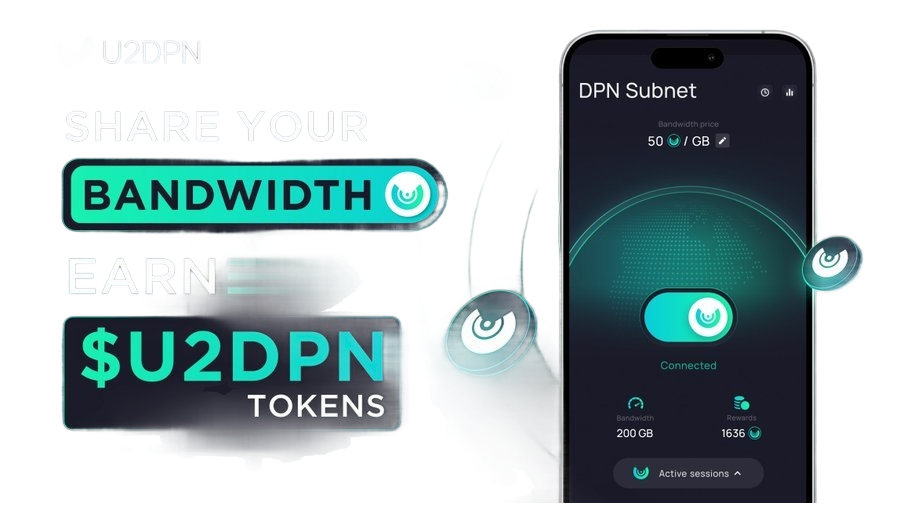 U2DPN
SHARE YOUR
BANDWIDTH
EARN
$U2DPN
TOKENS
DPN Subnet
Bandwidth price
50 / GB
Connected
Bandwidth
200 GB
Rewards
1636
Active sessions